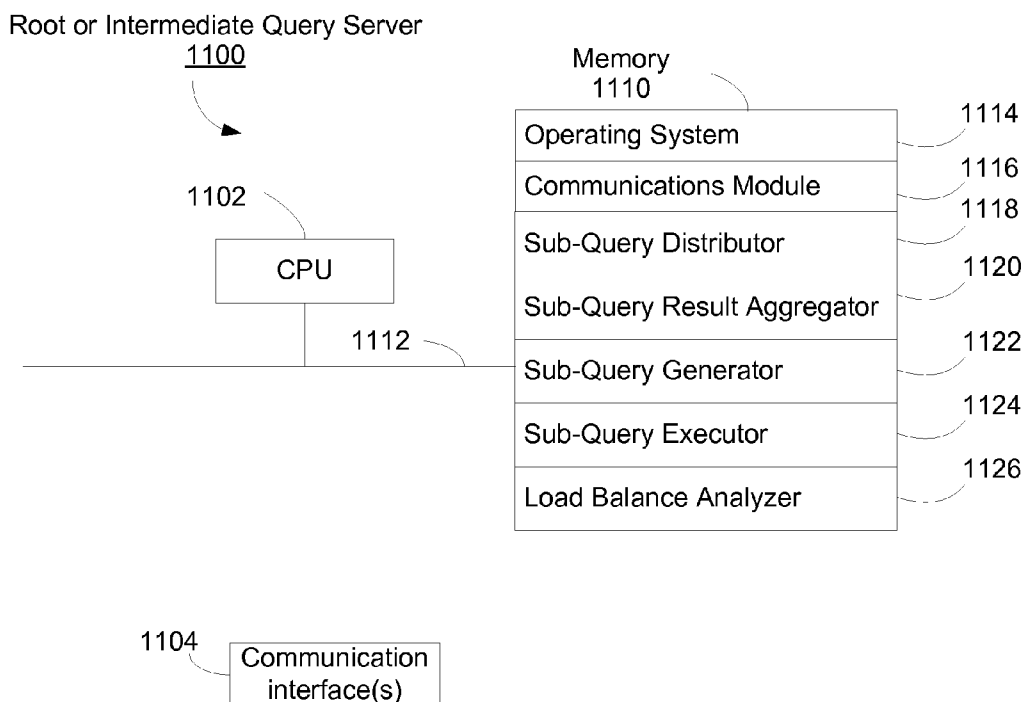 Root or Intermediate Query Server
1100
Memory
1110
Operating System
1114
Communications Module
1116
1102
Sub-Query Distributor
1118
CPU
Sub-Query Result Aggregator
1120
1112
Sub-Query Generator
1122
Sub-Query Executor
1124
Load Balance Analyzer
1126
1104
Communication
interface(s)